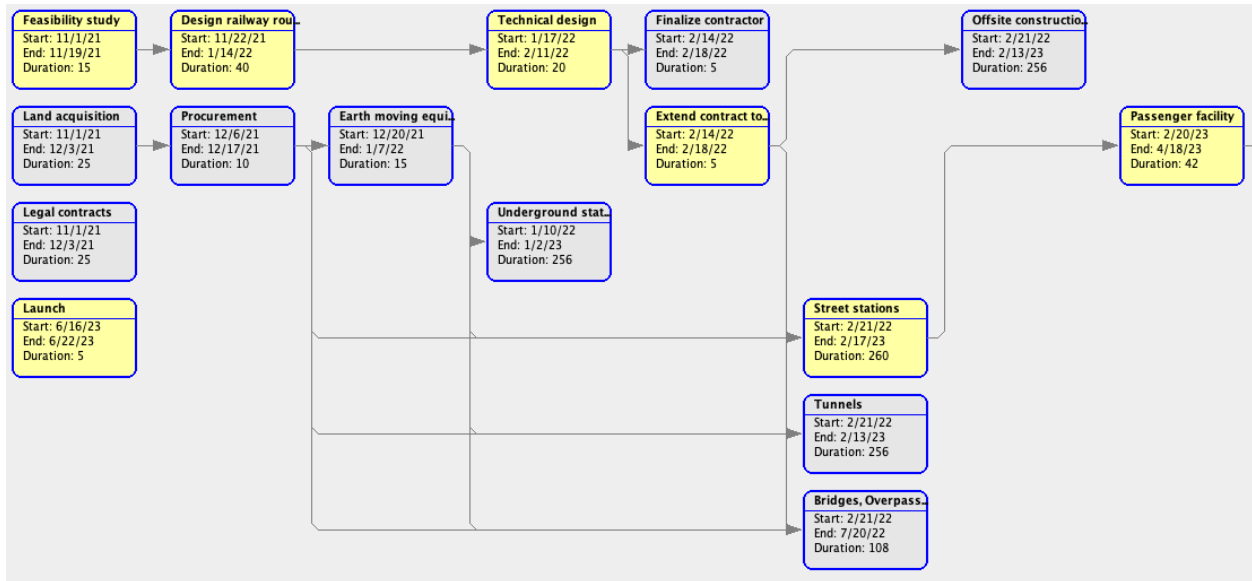 Feasibility study
Start: 11/1/21
End: 11/19/21
Duration: 15
Design railway rou..
Start: 11/22/21
End: 1/14/22
Duration: 40
Technical design
Start: 1/17/22
End: 2/11/22
Duration: 20
Finalize contractor
Start: 2/14/22
End: 2/18/22
Duration: 5
Offsite constructio..
Start: 2/21/22
End: 2/13/23
Duration: 256
Land acquisition
Start: 11/1/21
End: 12/3/21
Duration: 25
Procurement
Start: 12/6/21
End: 12/17/21
Duration: 10
Earth moving equi..
Start: 12/20/21
End: 1/7/22
Duration: 15
Extend contract to..
Start: 2/14/22
End: 2/18/22
Duration: 5
Passenger facility
Start: 2/20/23
End: 4/18/23
Duration: 42
Legal contracts
Start: 11/1/21
End: 12/3/21
Duration: 25
Underground stat..
Start: 1/10/22
End: 1/2/23
Duration: 256
Launch
Start: 6/16/23
End: 6/22/23
Duration: 5
Street stations
Start: 2/21/22
End: 2/17/23
Duration: 260
Tunnels
Start: 2/21/22
End: 2/13/23
Duration: 256
Bridges, Overpass..
Start: 2/21/22
End: 7/20/22
Duration: 108